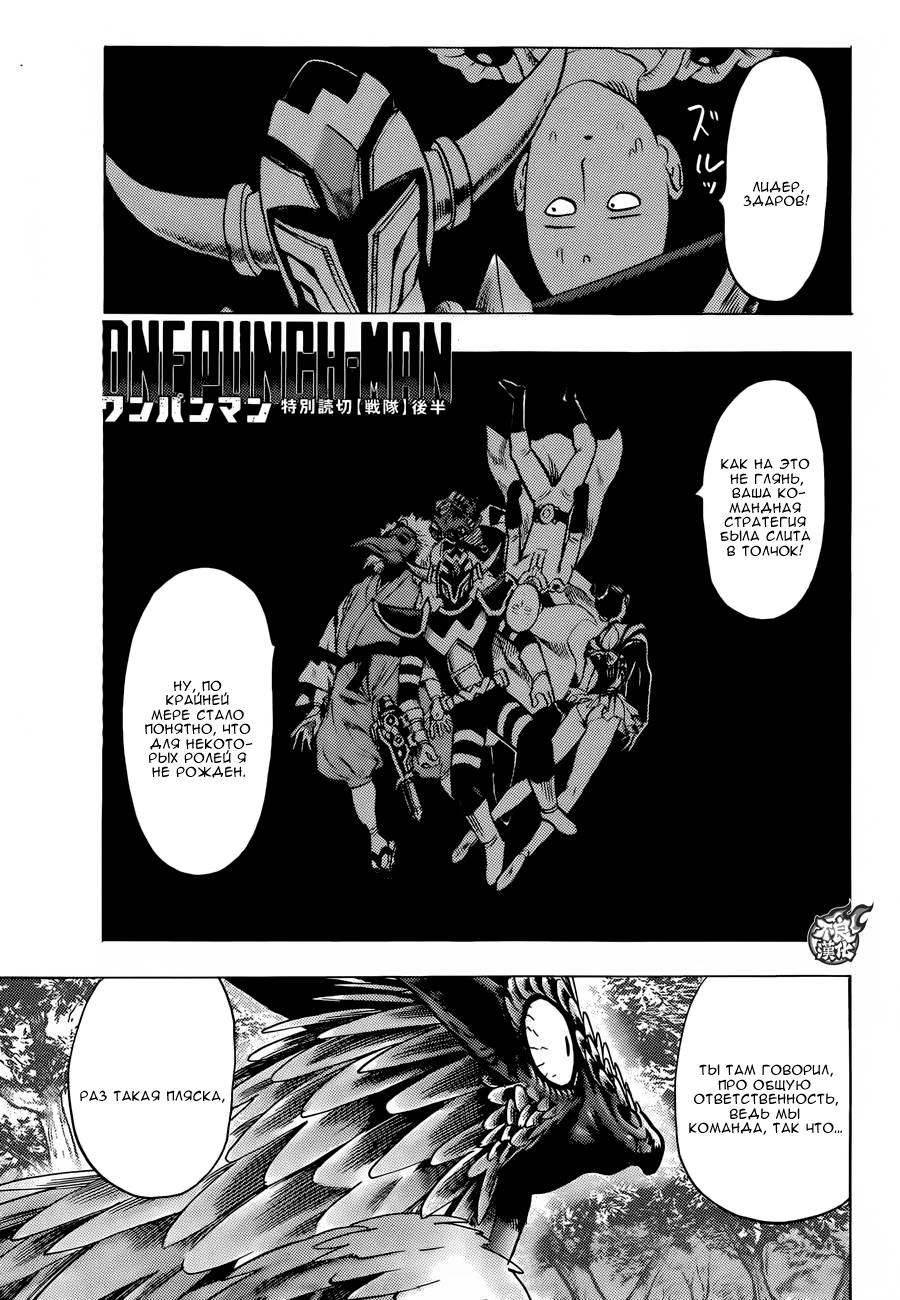 ЛИДЕР,
ЗДАРОВ!
ズルッ
ONEPUNCH-MAN
ワンパンマン 特別読切【戦隊】後半
КАК НА ЭТО
НЕ ГЛЯНЬ,
ВАША КО-
МАНДНАЯ
СТРАТЕГИЯ
БЫЛА СЛИТА
В ТОЛЧОК!
НУ, ПО
КРАЙНЕЙ
МЕРЕ СТАЛО
ПОНЯТНО, ЧТО
ДЛЯ НЕКОТО-
РЫХ РОЛЕЙ Я
НЕ РОЖДЕН.
ТЫ ТАМ ГОВОРИЛ,
ПРО ОБЩУЮ
ОТВЕТСТВЕННОСТЬ,
ВЕДЬ МЫ
КОМАНДА, ТАК ЧТО...
РАЗ ТАКАЯ ПЛЯСКА,